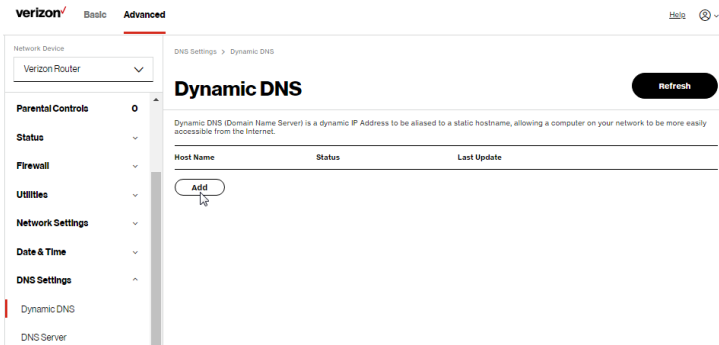 verizon✓ Basic Advanced Help
Network Device
Verizon Router
Parental Controls 0
Status
Firewall
Utilities
Network Settings
Date & Time
DNS Settings
Dynamic DNS
DNS Server
DNS Settings > Dynamic DNS
Dynamic DNS
Refresh
Dynamic DNS (Domain Name Server) is a dynamic IP Address to be aliased to a static hostname, allowing a computer on your network to be more easily
accessible from the Internet.
Host Name Status Last Update
Add